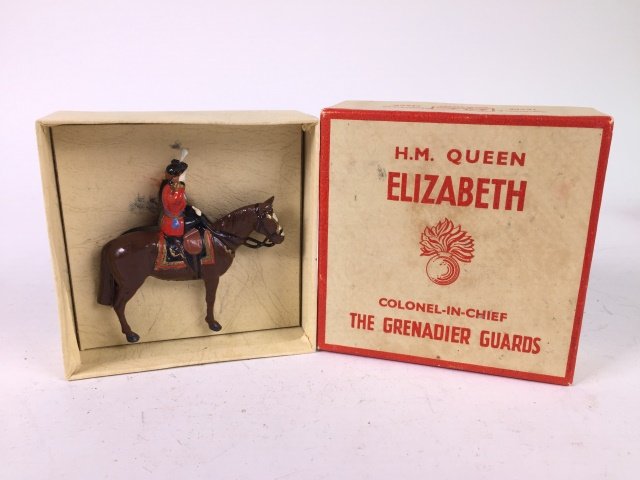 H.M. QUEEN
ELIZABETH
COLONEL-IN-CHIEF
THE GRENADIER GUARDS